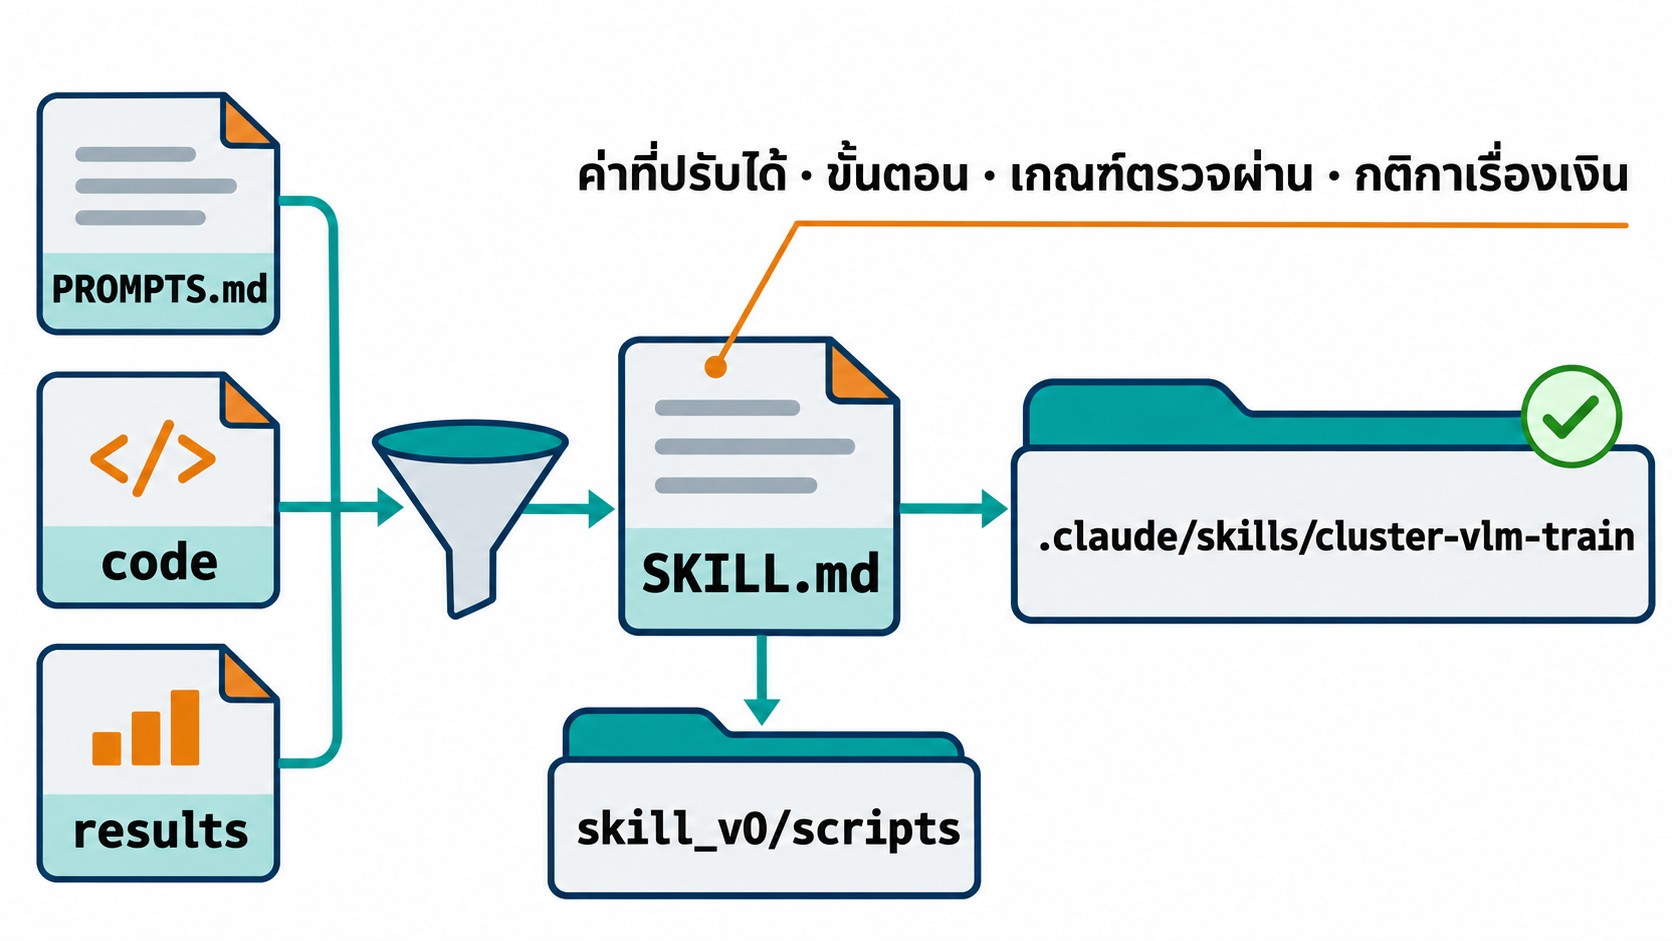 ค่าที่ปรับได้ · ขั้นตอน · เกณฑ์ตรวจผ่าน · กติกาเรื่องเงิน
PROMPTS.md
code
results
SKILL.md
.claude/skills/cluster-vlm-train
skill_v0/scripts